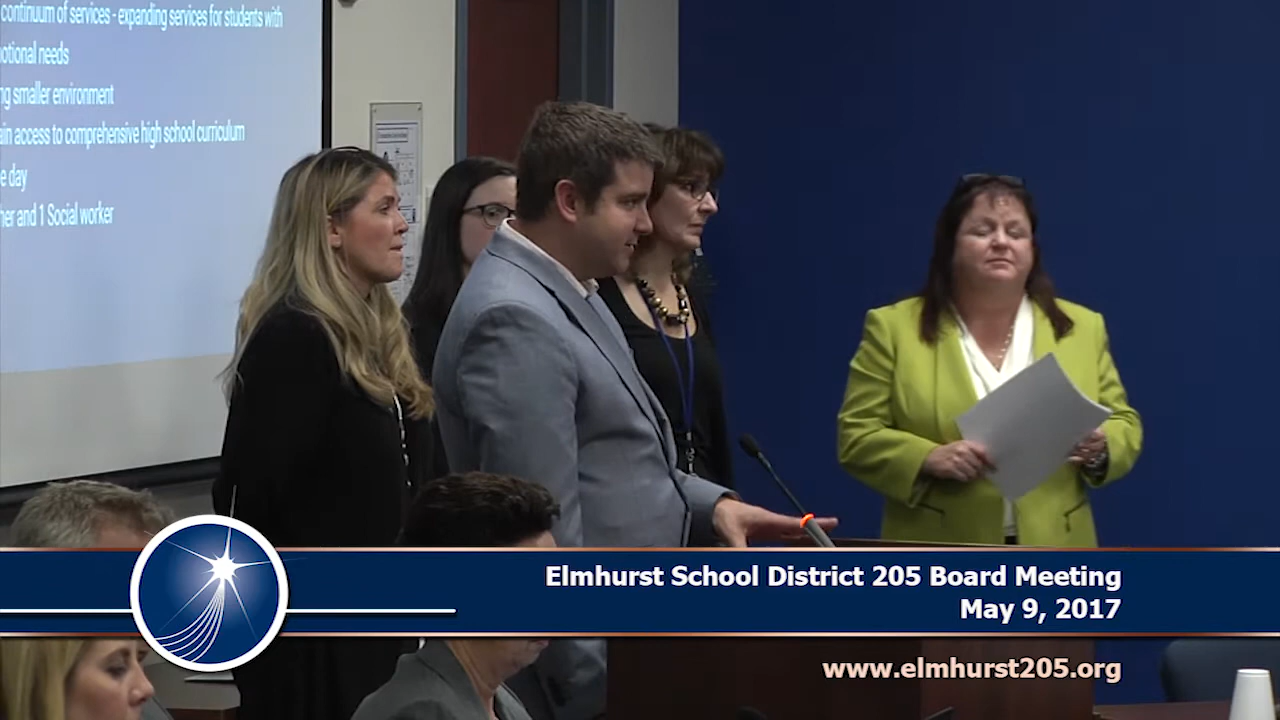 continuum of services - expanding services for students with
otional needs
ng smaller environment
ain access to comprehensive high school curriculum
e day
her and 1 Social worker
Elmhurst School District 205 Board Meeting
May 9, 2017
www.elmhurst205.org